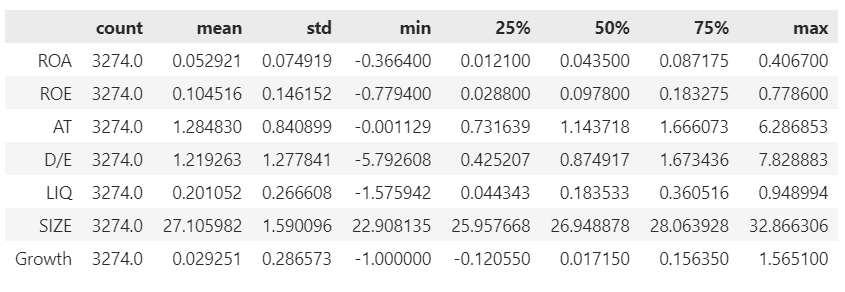 count mean std min 25% 50% 75% max
ROA 3274.0 0.052921 0.074919 -0.366400 0.012100 0.043500 0.087175 0.406700
ROE 3274.0 0.104516 0.146152 -0.779400 0.028800 0.097800 0.183275 0.778600
AT 3274.0 1.284830 0.840899 -0.001129 0.731639 1.143718 1.666073 6.286853
D/E 3274.0 1.219263 1.277841 -5.792608 0.425207 0.874917 1.673436 7.828883
LIQ 3274.0 0.201052 0.266608 -1.575942 0.044343 0.183533 0.360516 0.948994
SIZE 3274.0 27.105982 1.590096 22.908135 25.957668 26.948878 28.063928 32.866306
Growth 3274.0 0.029251 0.286573 -1.000000 -0.120550 0.017150 0.156350 1.565100